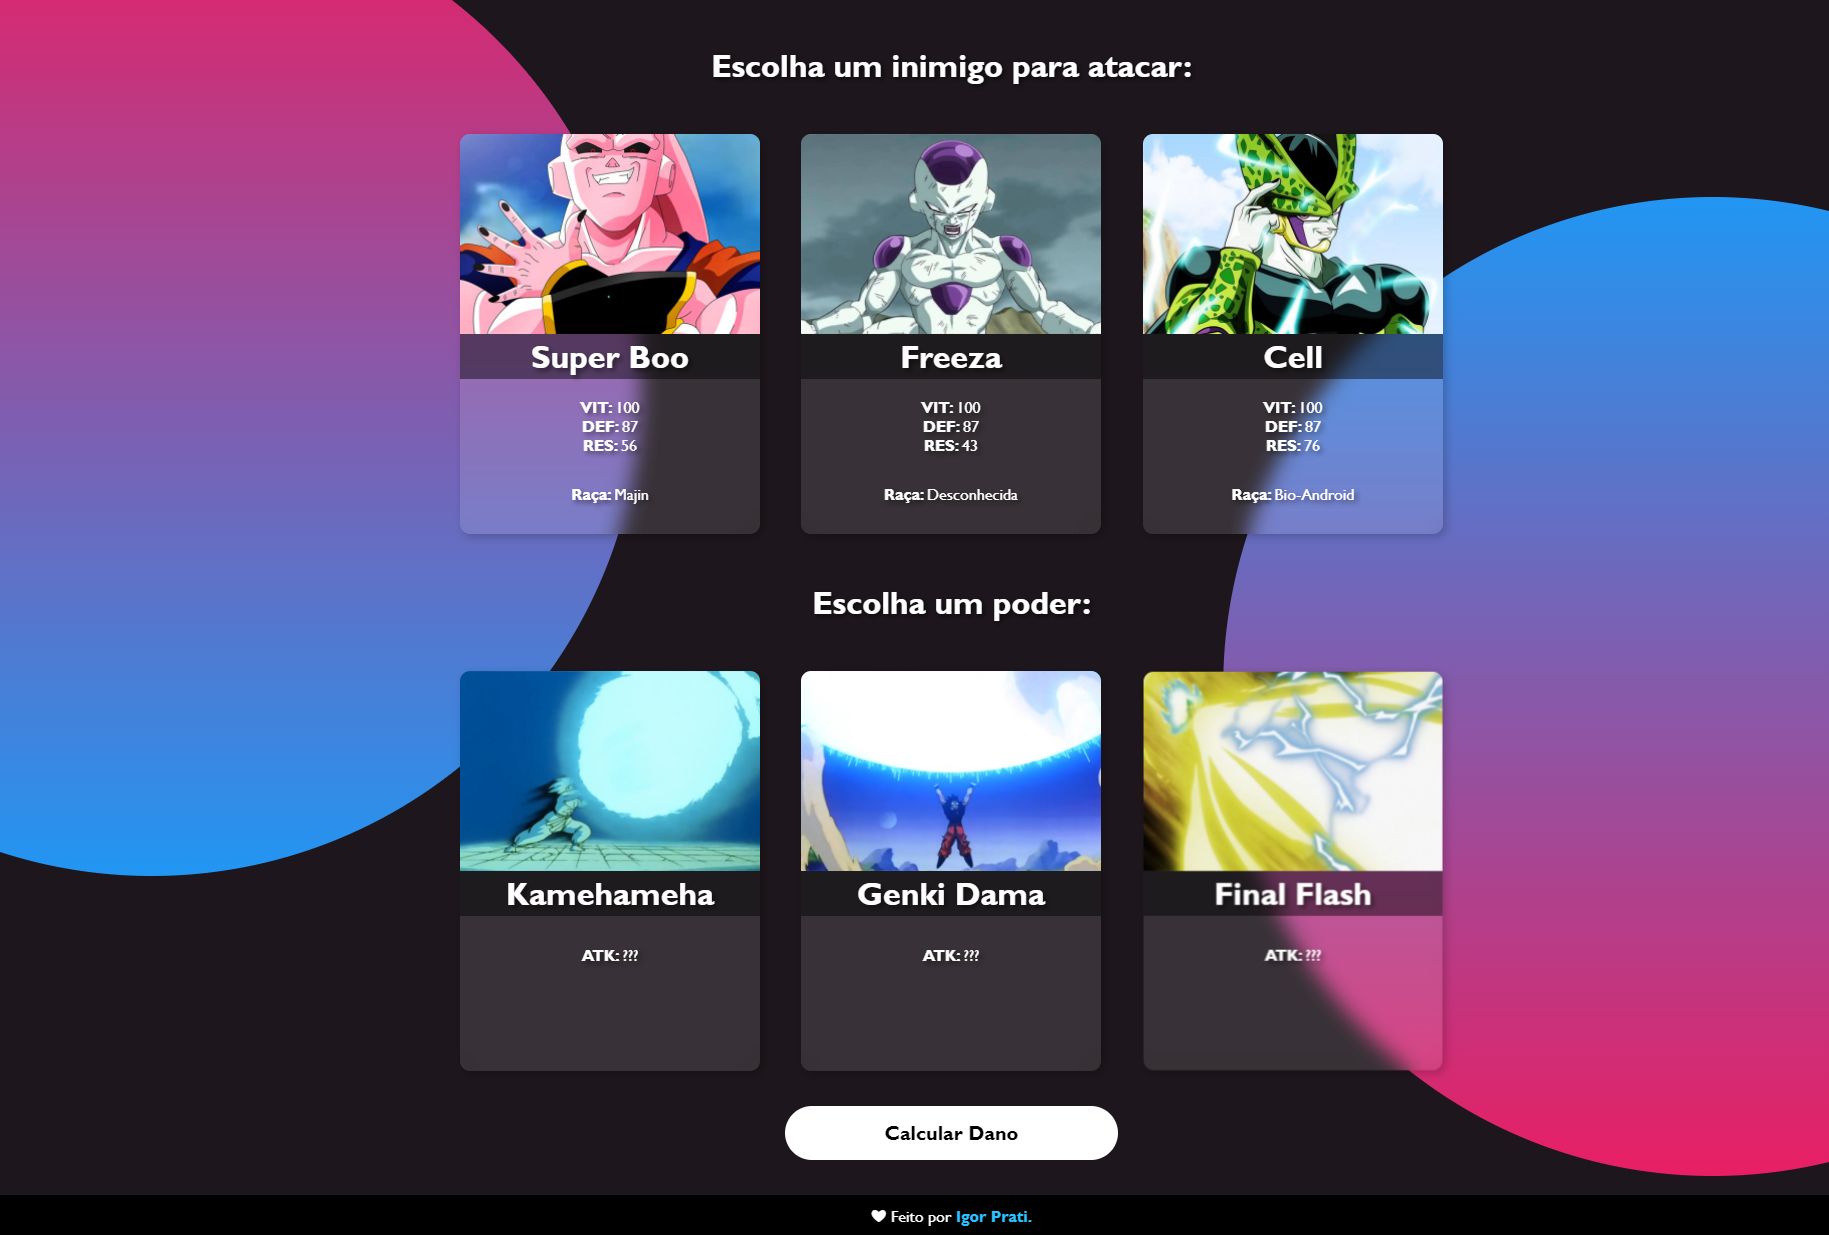 Escolha um inimigo para atacar:
Super Boo
VIT: 100
DEF: 87
RES: 56
Raça: Majin
Freeza
VIT: 100
DEF: 87
RES: 43
Raça: Desconhecida
Cell
VIT: 100
DEF: 87
RES: 76
Raça: Bio-Android
Escolha um poder:
Kamehameha
ATK: ???
Genki Dama
ATK: ???
Final Flash
ATK: ???
Calcular Dano
Feito por Igor Prati.